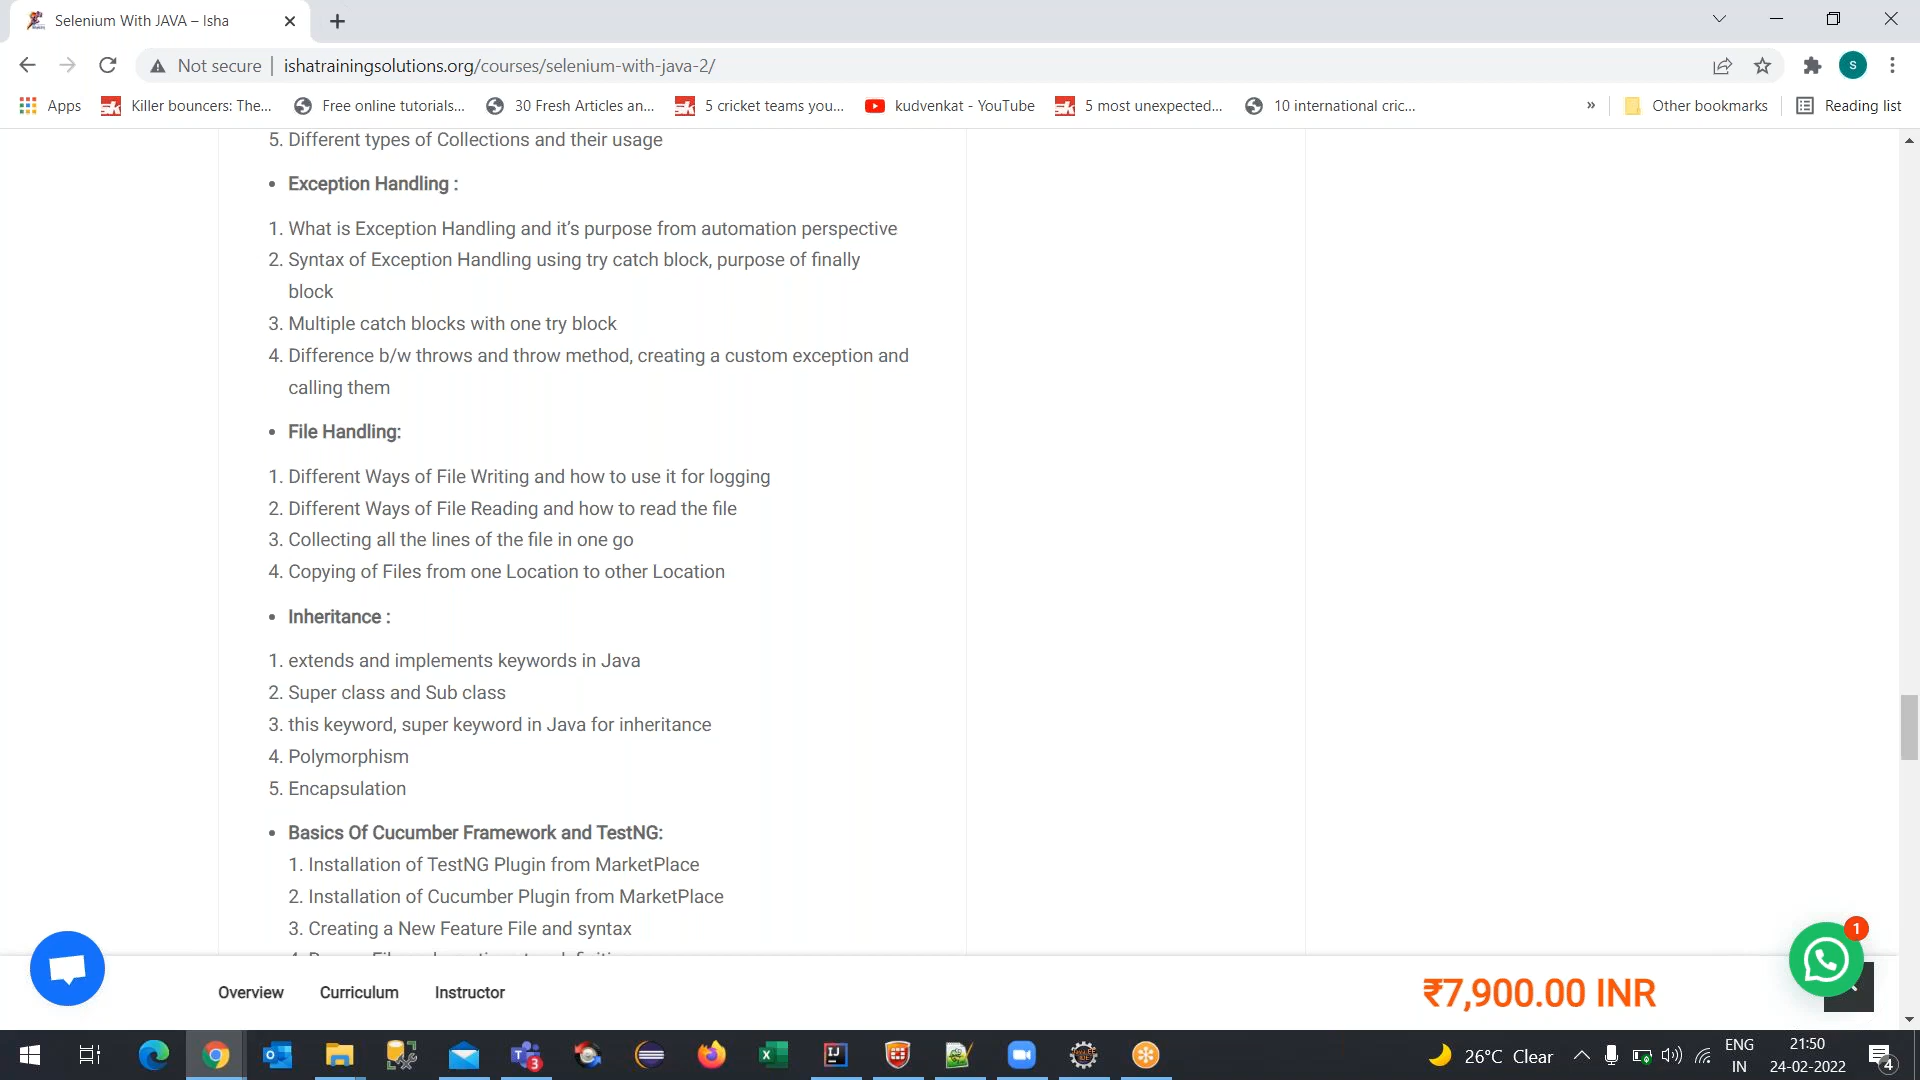 Selenium With JAVA – Isha
Not secure
ishatrainingsolutions.org/courses/selenium-with-java-2/
S
Apps
Killer bouncers: The...
Free online tutorials...
30 Fresh Articles an...
5 cricket teams you...
kudvenkat - YouTube
5 most unexpected...
10 international cric...
»
Other bookmarks
Reading list
5. Different types of Collections and their usage
• Exception Handling :
1. What is Exception Handling and it's purpose from automation perspective
2. Syntax of Exception Handling using try catch block, purpose of finally
block
3. Multiple catch blocks with one try block
4. Difference b/w throws and throw method, creating a custom exception and
calling them
• File Handling:
1. Different Ways of File Writing and how to use it for logging
2. Different Ways of File Reading and how to read the file
3. Collecting all the lines of the file in one go
4. Copying of Files from one Location to other Location
• Inheritance :
1. extends and implements keywords in Java
2. Super class and Sub class
3. this keyword, super keyword in Java for inheritance
4. Polymorphism
5. Encapsulation
• Basics Of Cucumber Framework and TestNG:
1. Installation of TestNG Plugin from MarketPlace
2. Installation of Cucumber Plugin from MarketPlace
3. Creating a New Feature File and syntax
1
Overview
Curriculum
Instructor
₹7,900.00 INR
3
26°C Clear
ENG
IN
21:50
24-02-2022
4